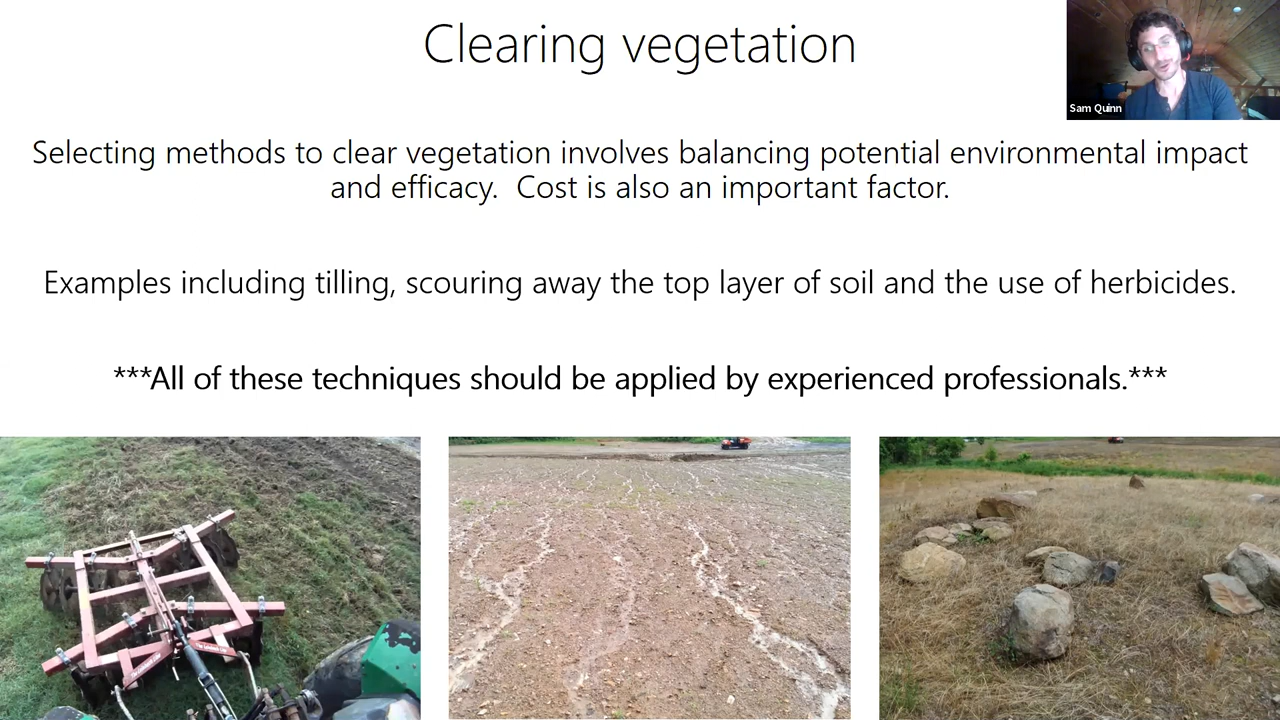 Clearing vegetation
Sam Quinn
Selecting methods to clear vegetation involves balancing potential environmental impact
and efficacy.  Cost is also an important factor.
Examples including tilling, scouring away the top layer of soil and the use of herbicides.
***All of these techniques should be applied by experienced professionals.***